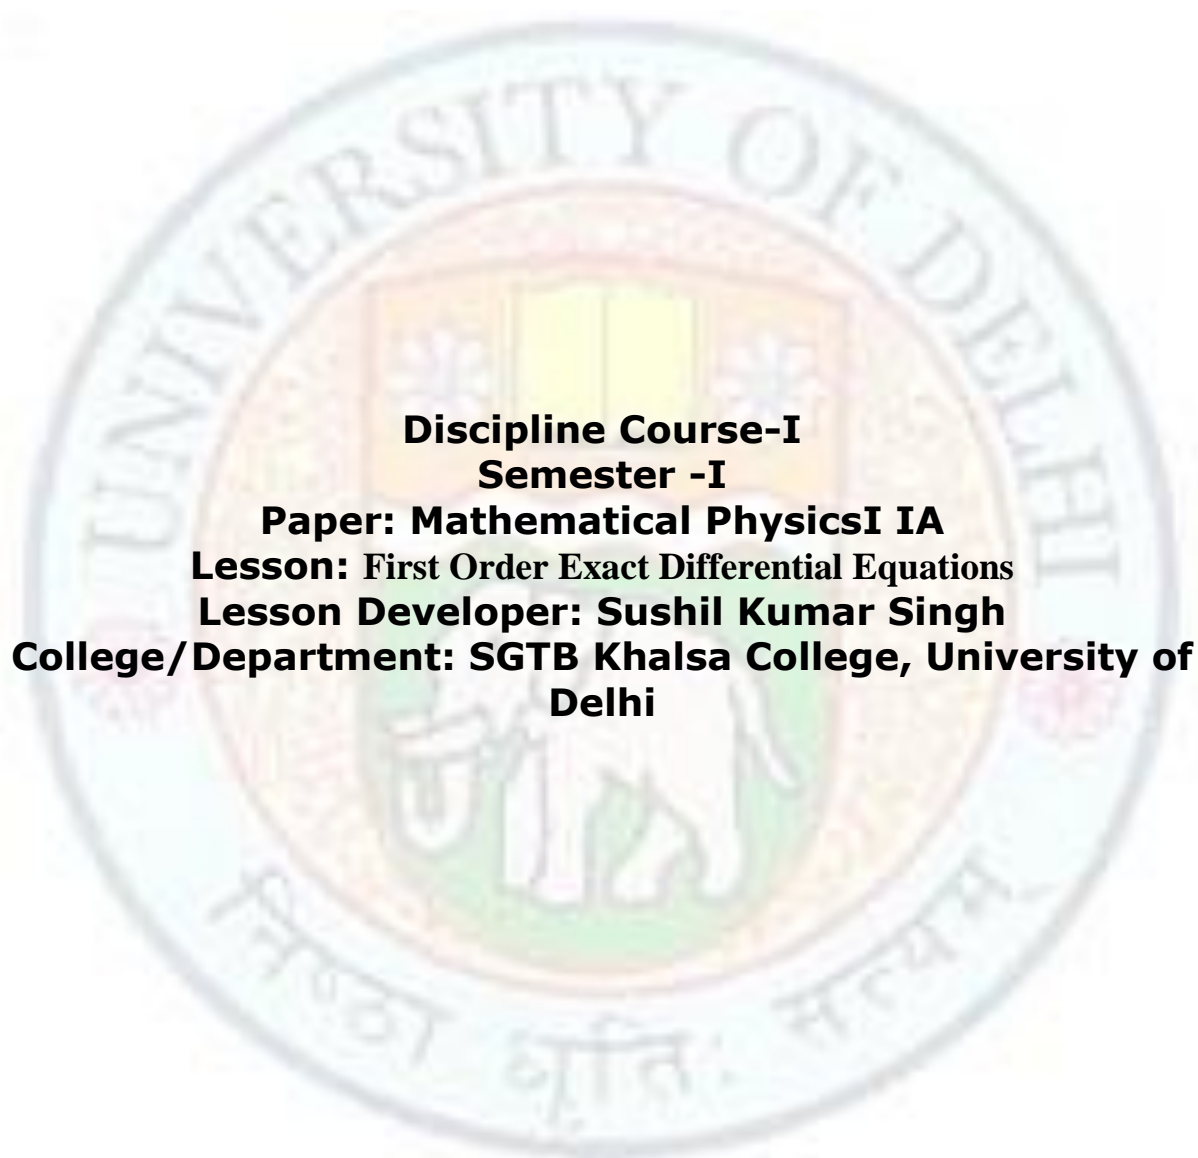 UNIVERSITY OF DELHI
Discipline Course-I
Semester -I
Paper: Mathematical PhysicsI IA
Lesson: First Order Exact Differential Equations
Lesson Developer: Sushil Kumar Singh
College/Department: SGTB Khalsa College, University of
Delhi